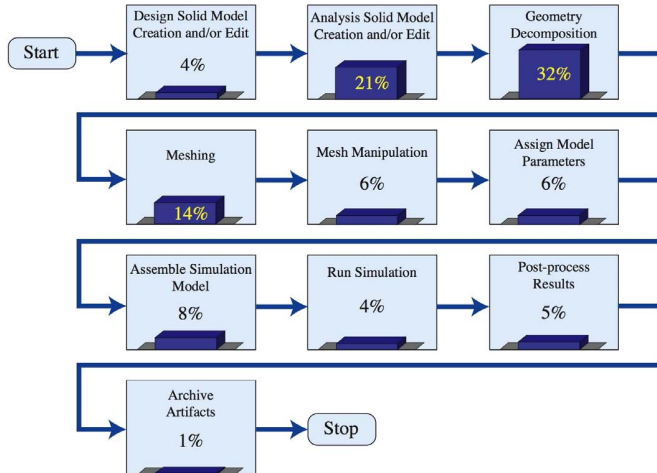 Start
Design Solid Model
Creation and/or Edit
4%
Analysis Solid Model
Creation and/or Edit
21%
Geometry
Decomposition
32%
Meshing
14%
Mesh Manipulation
6%
Assign Model
Parameters
6%
Assemble Simulation
Model
8%
Run Simulation
4%
Post-process
Results
5%
Archive
Artifacts
1%
Stop